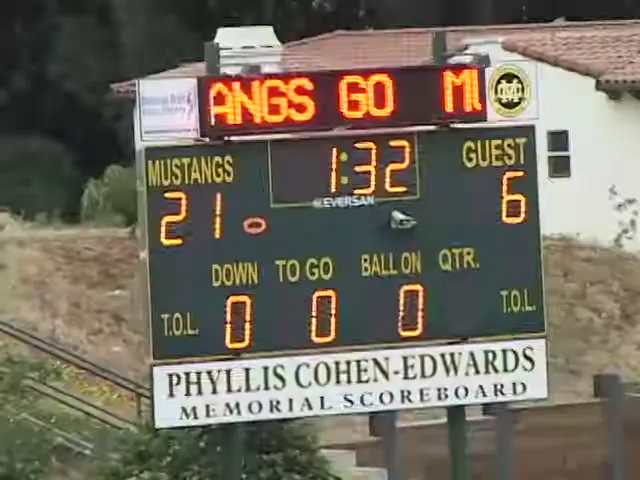 ANGS GO MU
MUSTANGS 1:32 GUEST
21 6
EVERSAN
DOWN TO GO BALL ON QTR.
T.O.L. 0 0 0 T.O.L.
PHYLLIS COHEN-EDWARDS
MEMORIAL SCOREBOARD